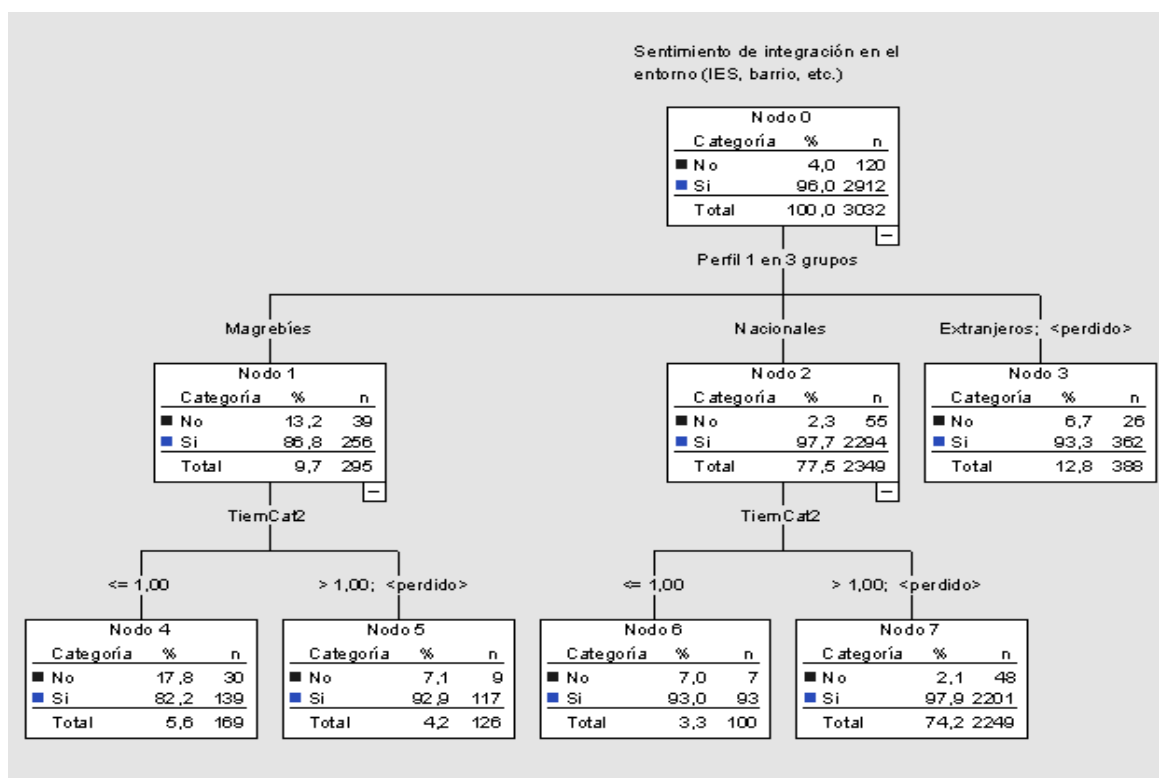 Sentimiento de integración en el
entorno (IES, barrio, etc.)
Nodo 0
Categoría % n
No 4,0 120
Si 96,0 2912
Total 100,0 3032
Perfil 1 en 3 grupos
Magrebíes
Nacionales
Extranjeros; <perdido>
Nodo 1
Categoría % n
No 13,2 39
Si 86,8 256
Total 9,7 295
Nodo 2
Categoría % n
No 2,3 55
Si 97,7 2294
Total 77,5 2349
Nodo 3
Categoría % n
No 6,7 26
Si 93,3 362
Total 12,8 388
TiemCat2
TiemCat2
<= 1,00
> 1,00; <perdido>
<= 1,00
> 1,00; <perdido>
Nodo 4
Categoría % n
No 17,8 30
Si 82,2 139
Total 5,6 169
Nodo 5
Categoría % n
No 7,1 9
Si 92,9 117
Total 4,2 126
Nodo 6
Categoría % n
No 7,0 7
Si 93,0 93
Total 3,3 100
Nodo 7
Categoría % n
No 2,1 48
Si 97,9 2201
Total 74,2 2249